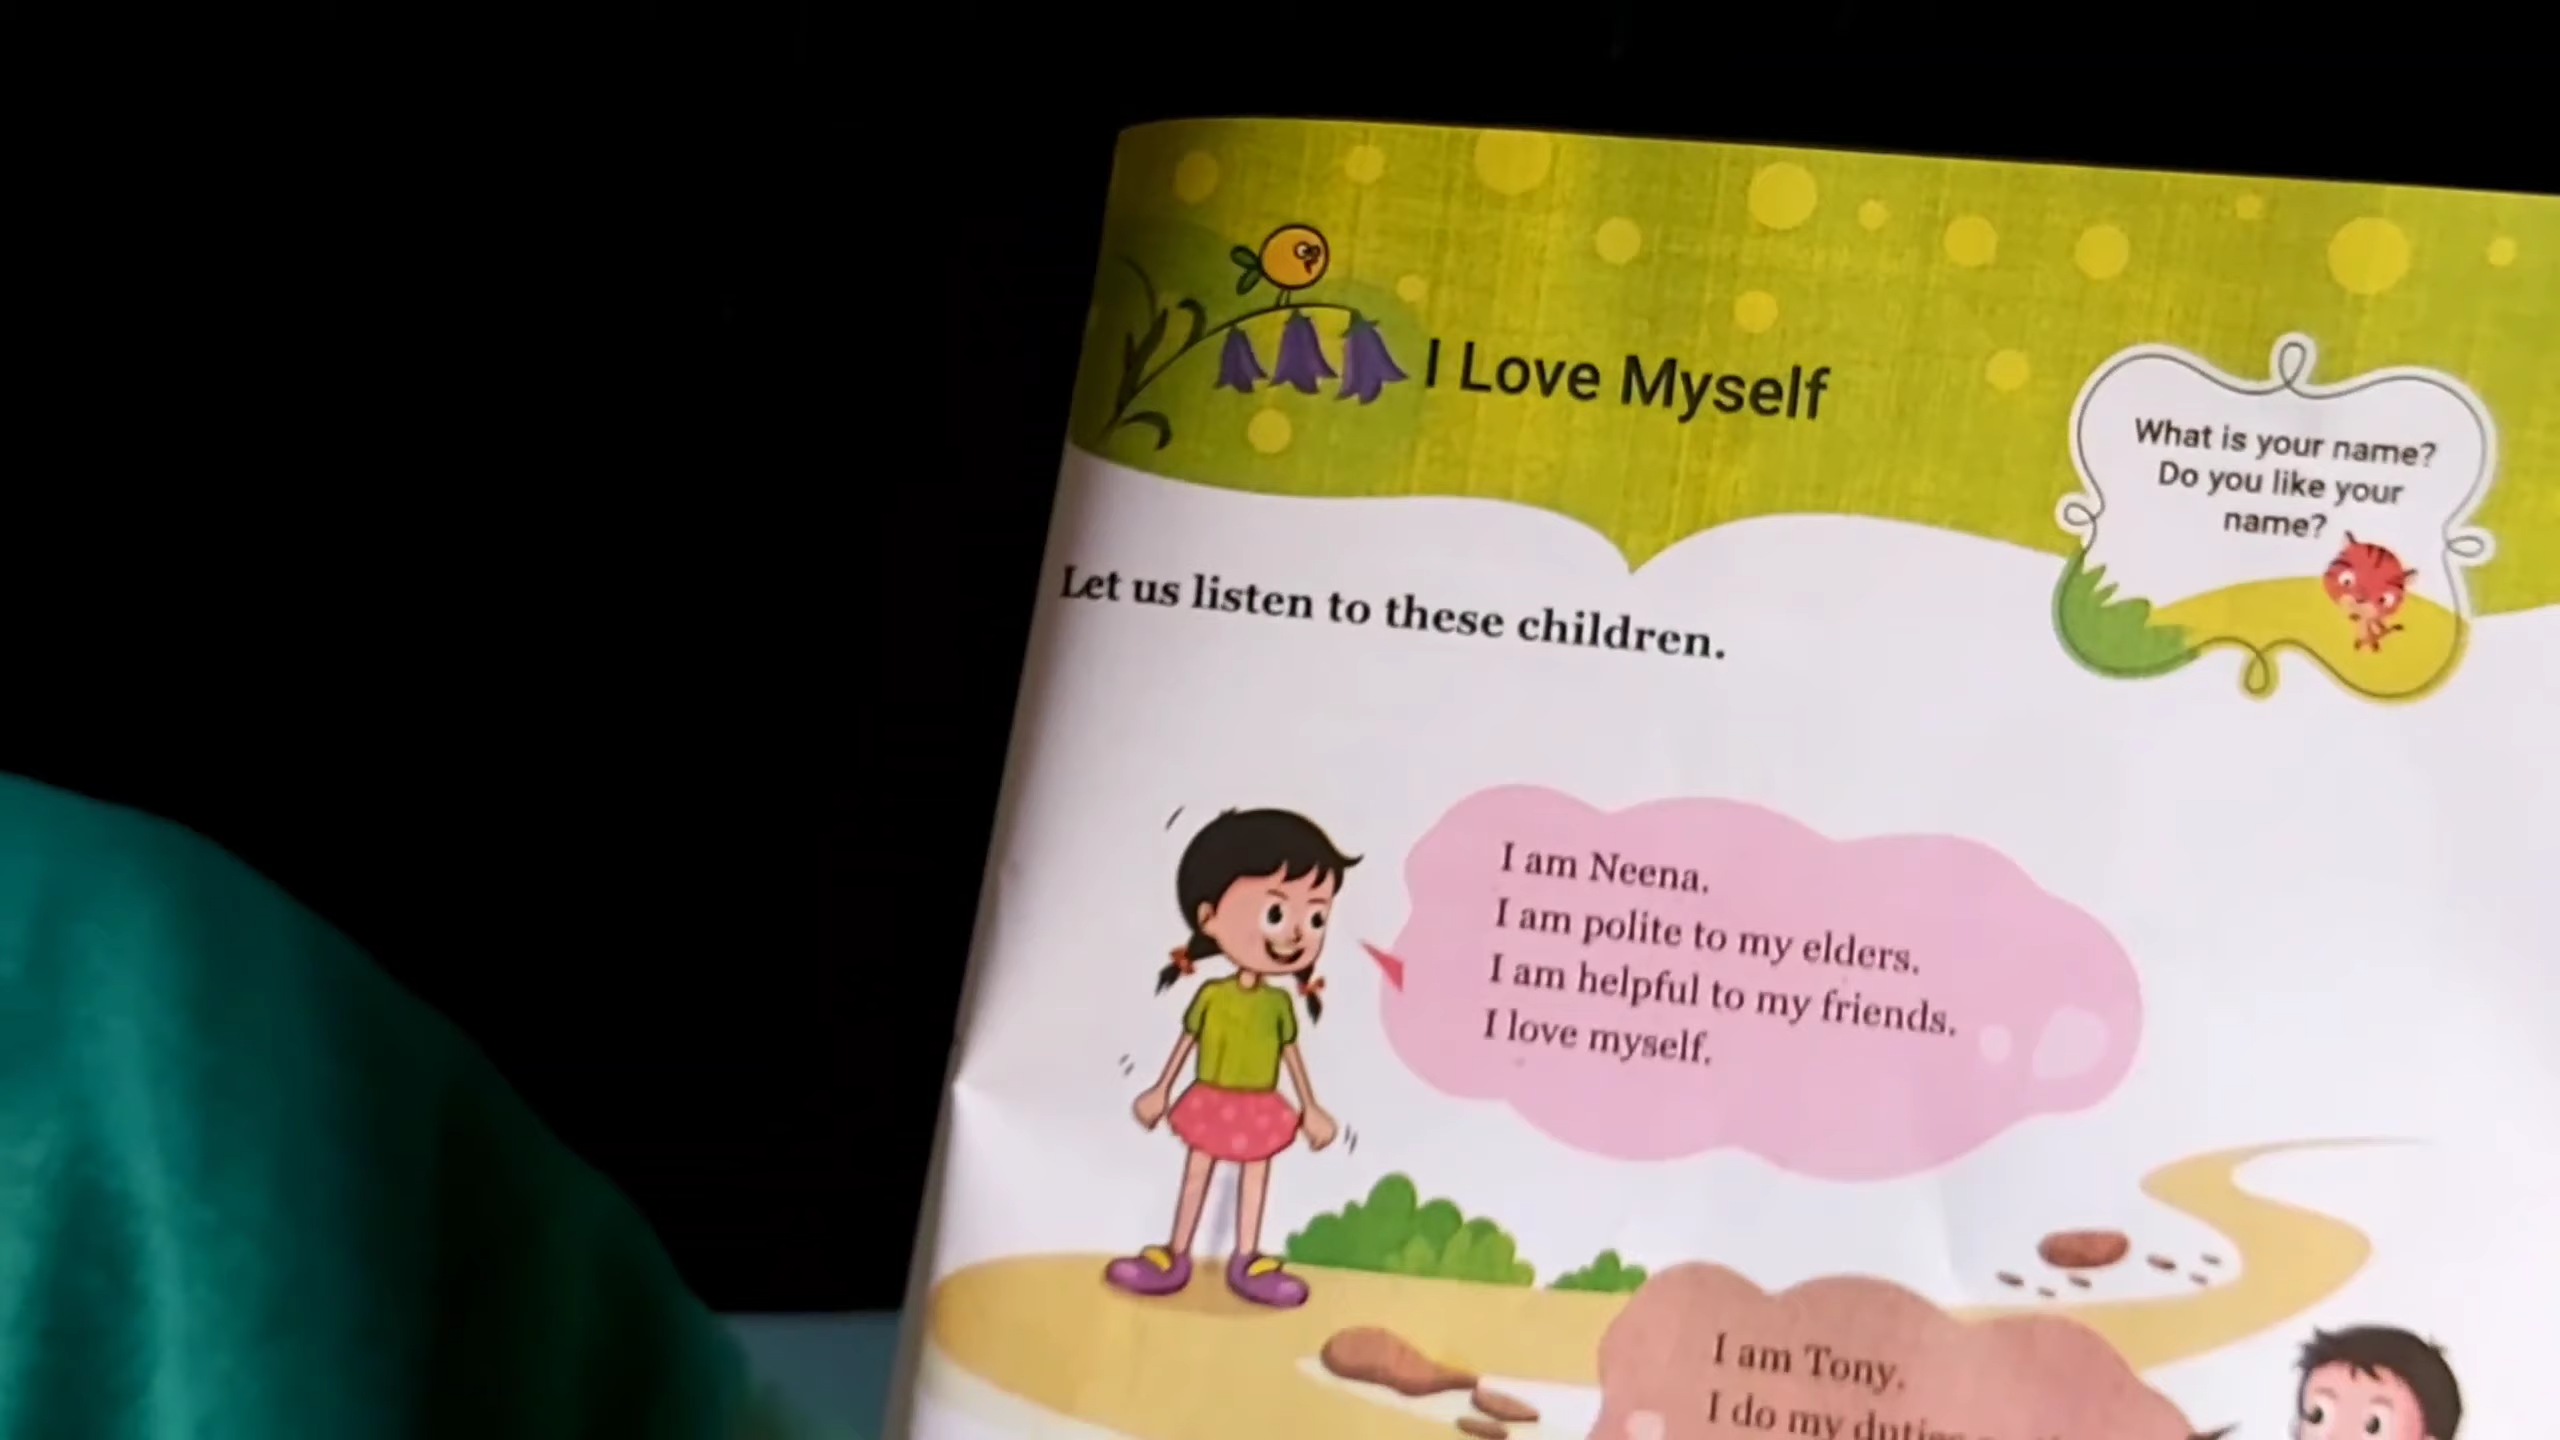 I Love Myself
What is your name?
Do you like your
name?
Let us listen to these children.
I am Neena.
I am polite to my elders.
I am helpful to my friends.
I love myself.
I am Tony.
I do my duties